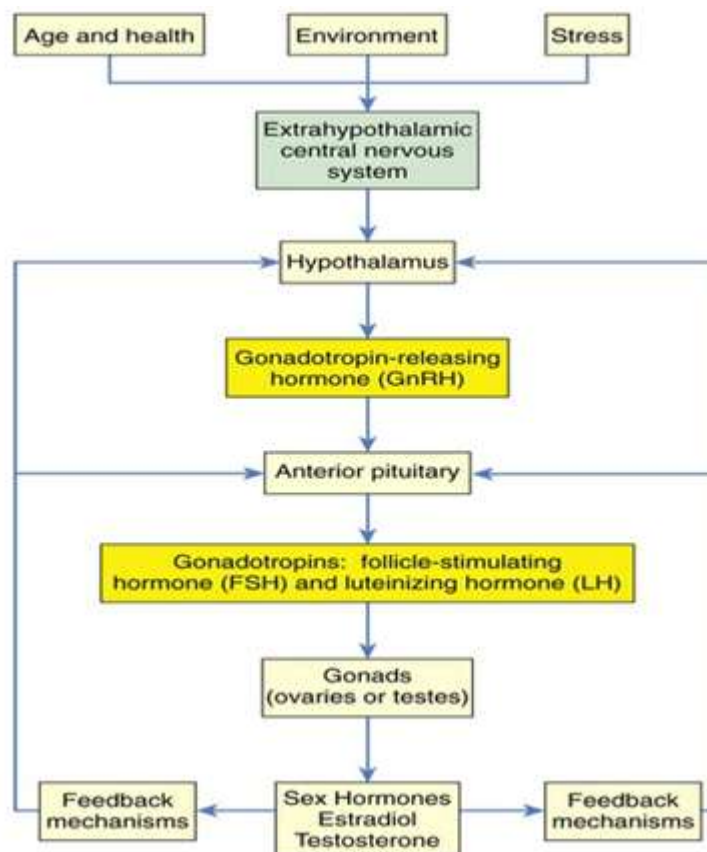 Age and health
Environment
Stress
Extrahypothalamic
central nervous
system
Hypothalamus
Gonadotropin-releasing
hormone (GnRH)
Anterior pituitary
Gonadotropins: follicle-stimulating
hormone (FSH) and luteinizing hormone (LH)
Gonads
(ovaries or testes)
Feedback
mechanisms
Sex Hormones
Estradiol
Testosterone
Feedback
mechanisms